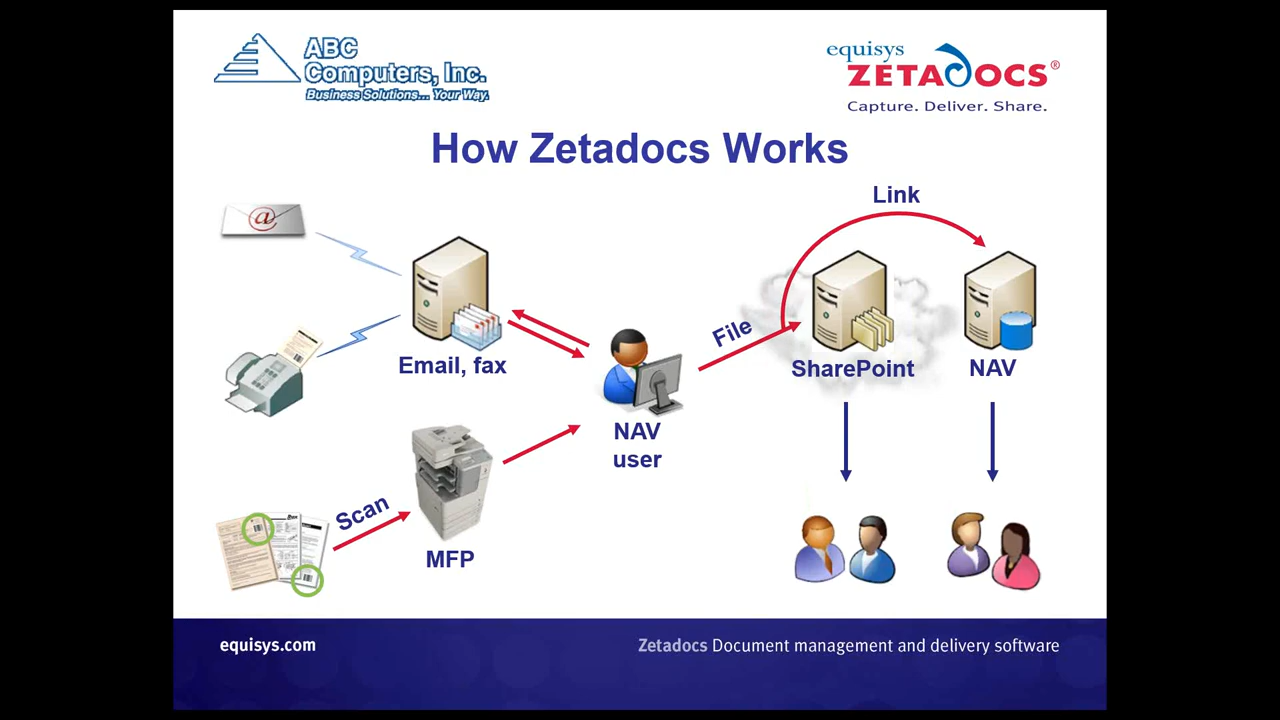 ABC
Computers, Inc.
Business Solutions... Your Way.
equisys
ZETADOCS®
Capture. Deliver. Share.
How Zetadocs Works
Link
@
File
Email, fax
SharePoint
NAV
NAV
user
Scan
MFP
equisys.com
Zetadocs Document management and delivery software